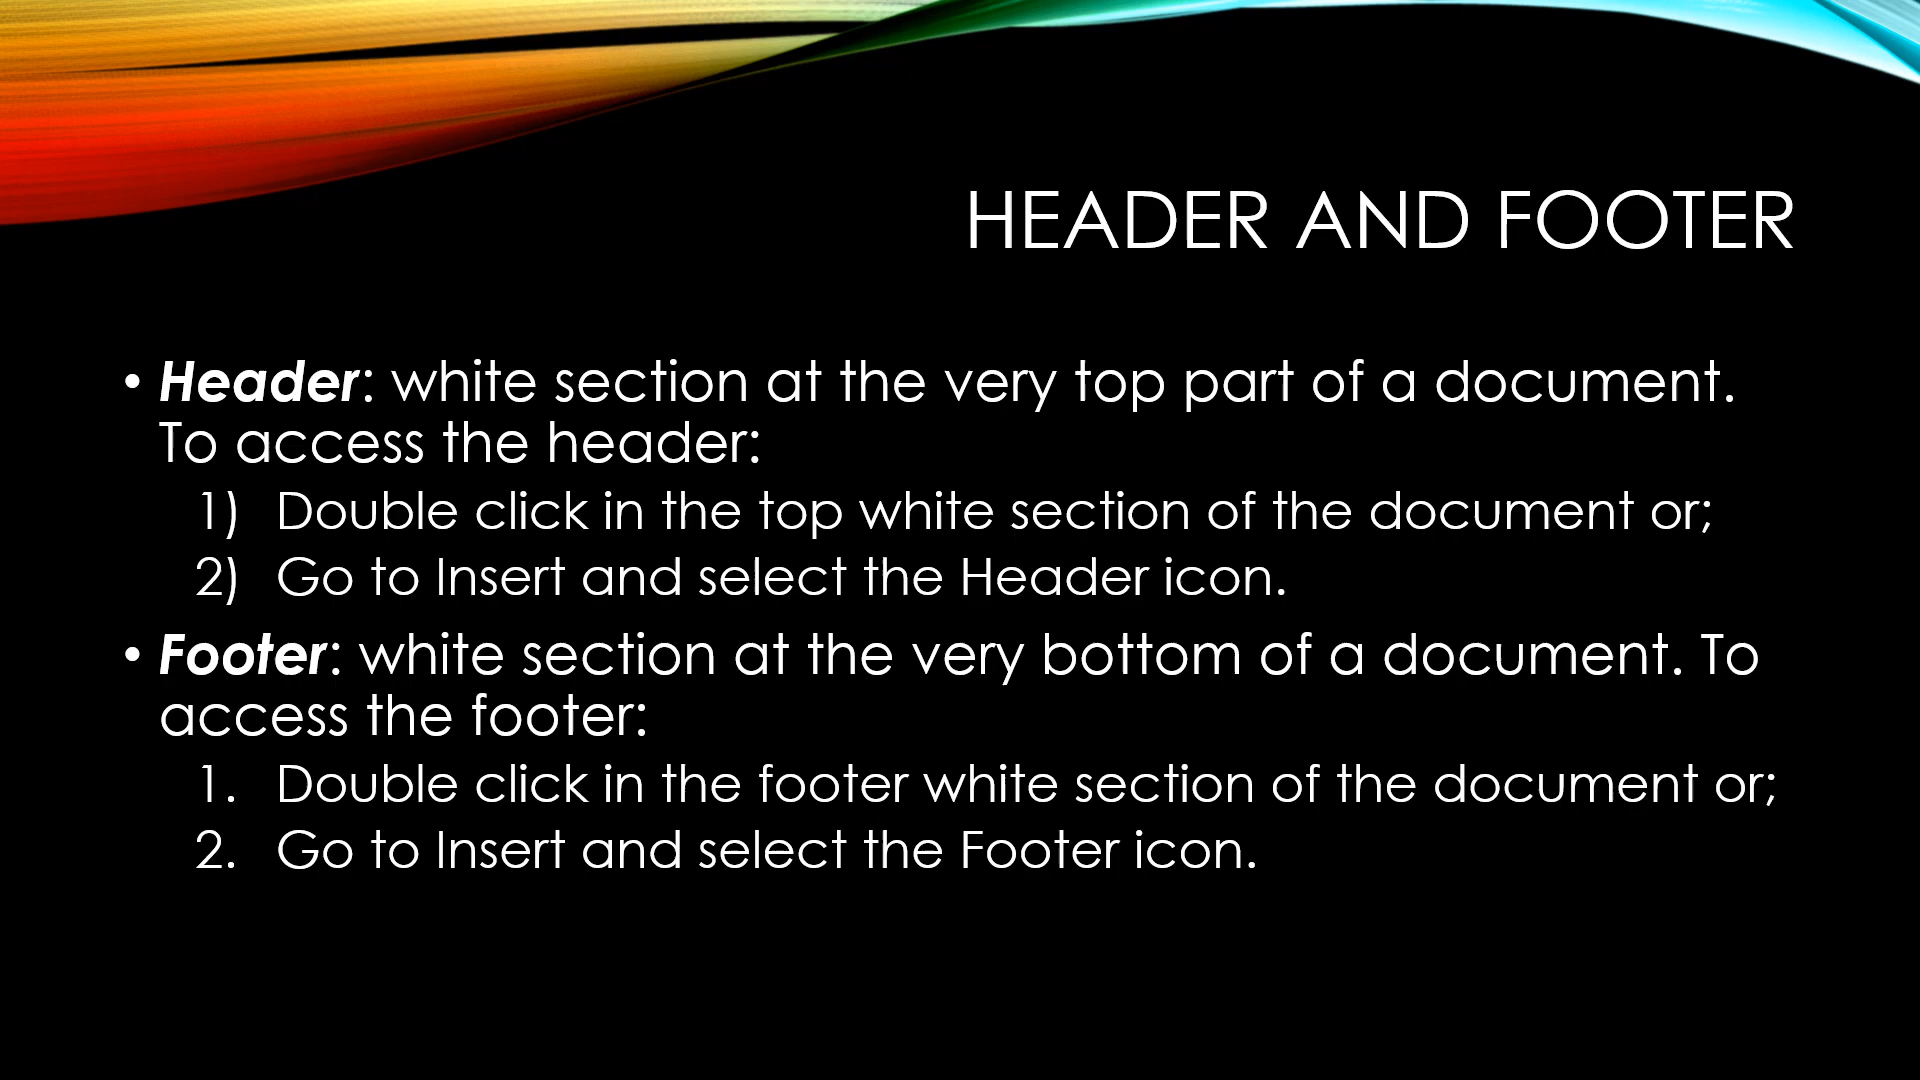 HEADER AND FOOTER
• Header: white section at the very top part of a document.
To access the header:
1) Double click in the top white section of the document or;
2) Go to Insert and select the Header icon.
• Footer: white section at the very bottom of a document. To
access the footer:
1. Double click in the footer white section of the document or;
2. Go to Insert and select the Footer icon.